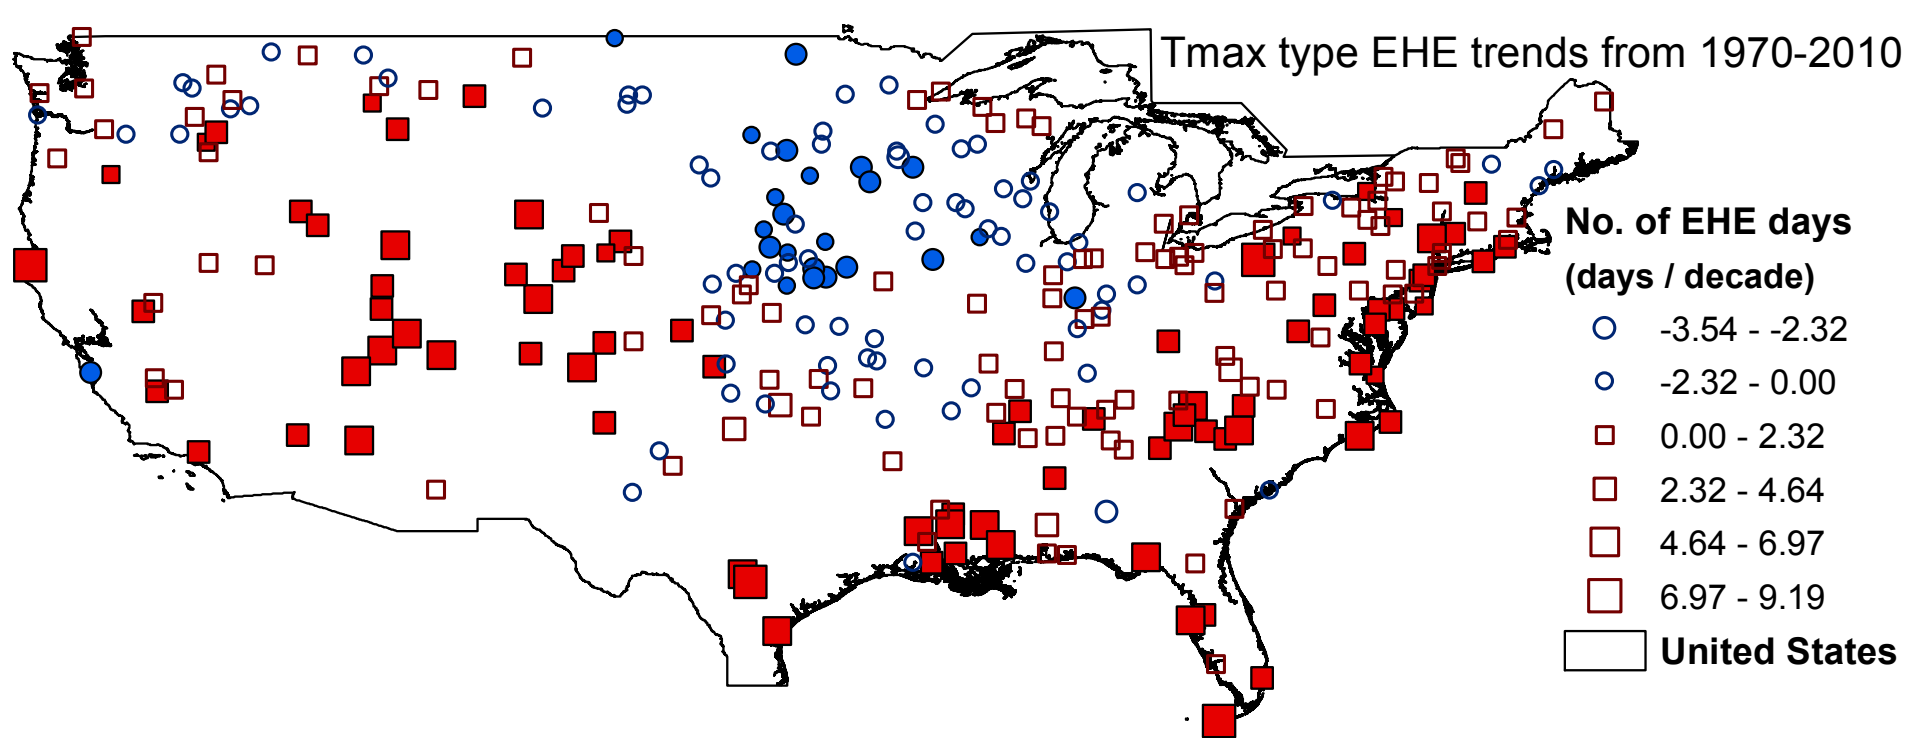 Tmax type EHE trends from 1970-2010
No. of EHE days
(days / decade)
-3.54 - -2.32
-2.32 - 0.00
0.00 - 2.32
2.32 - 4.64
4.64 - 6.97
6.97 - 9.19
United States